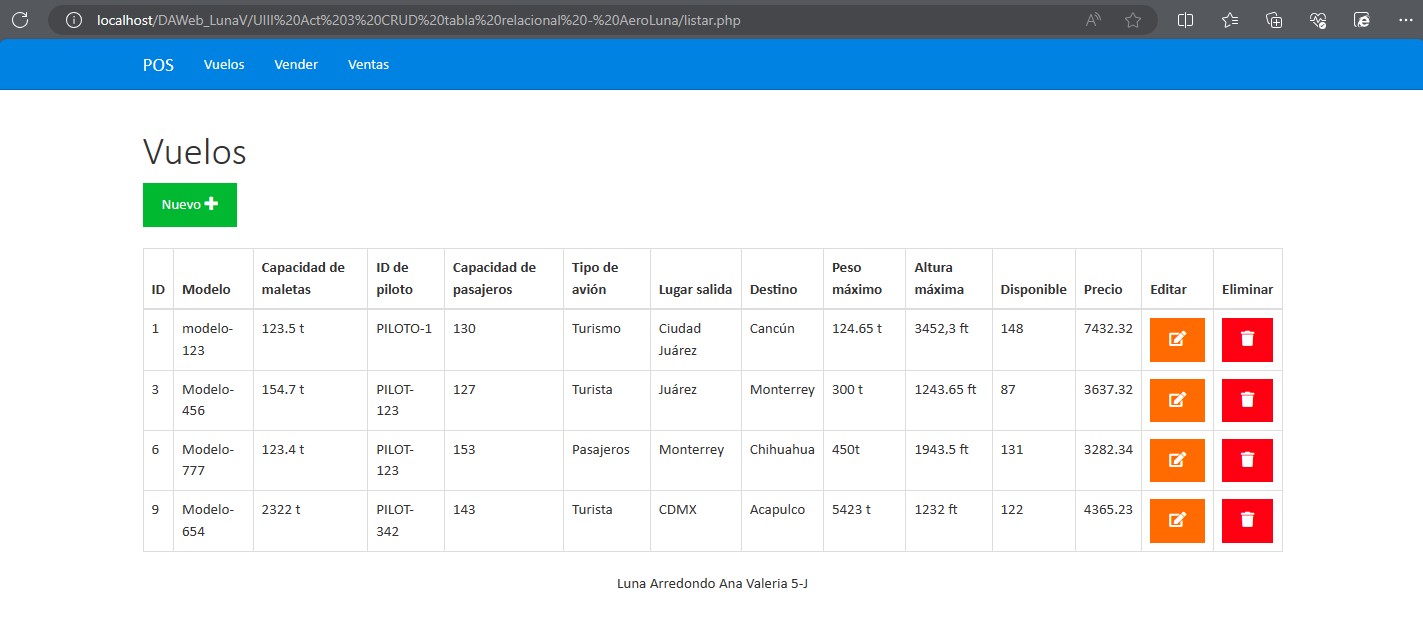 localhost/DAWeb_LunaV/UIII%20Act%203%20CRUD%20tabla%20relacional%20-%20AeroLuna/listar.php
POS Vuelos Vender Ventas
Vuelos
Nuevo
ID Modelo Capacidad de maletas ID de piloto Capacidad de pasajeros Tipo de avión Lugar salida Destino Peso máximo Altura máxima Disponible Precio Editar Eliminar
1 modelo-123 123.5 t PILOTO-1 130 Turismo Ciudad Juárez Cancún 124.65 t 3452,3 ft 148 7432.32
3 Modelo-456 154.7 t PILOT-123 127 Turista Juárez Monterrey 300 t 1243.65 ft 87 3637.32
6 Modelo-777 123.4 t PILOT-123 153 Pasajeros Monterrey Chihuahua 450t 1943.5 ft 131 3282.34
9 Modelo-654 2322 t PILOT-342 143 Turista CDMX Acapulco 5423 t 1232 ft 122 4365.23
Luna Arredondo Ana Valeria 5-J